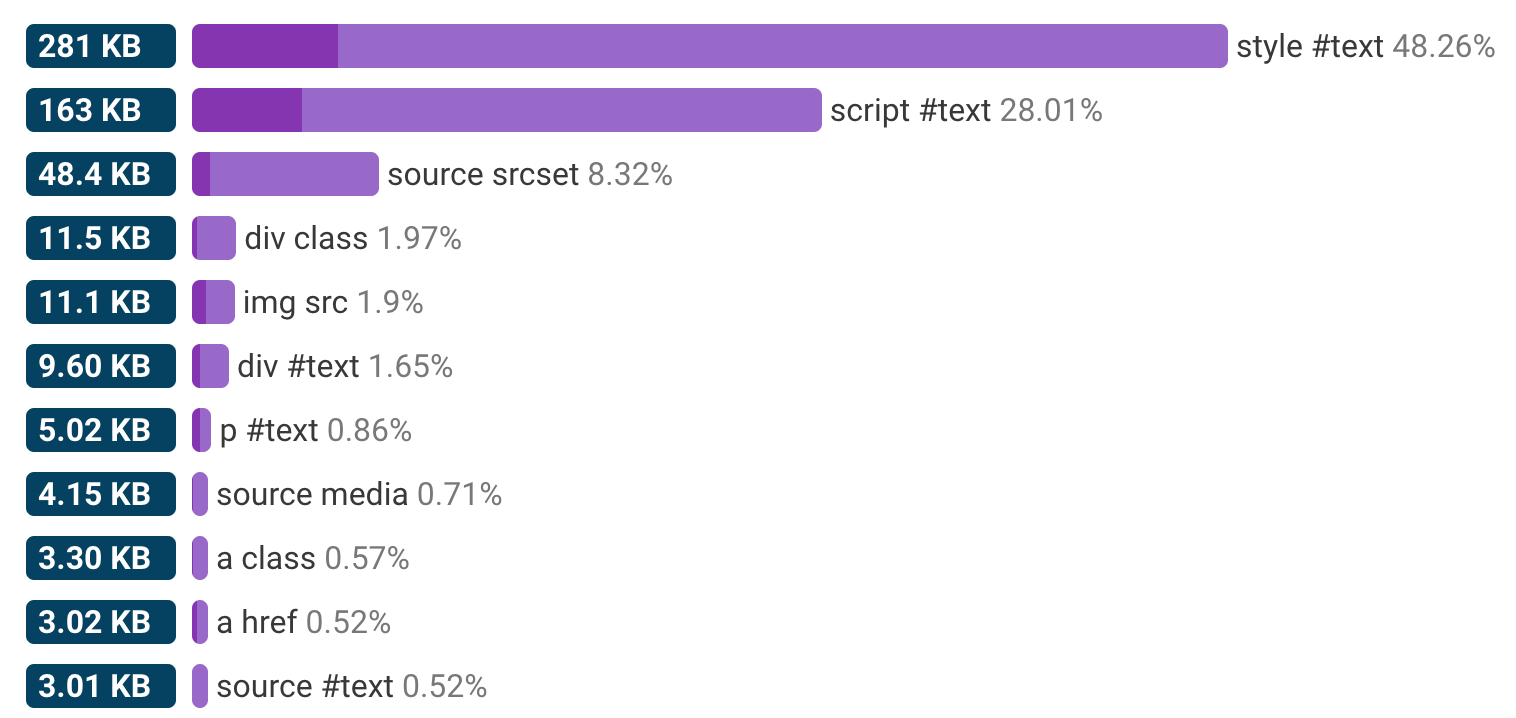 281 KB style #text 48.26%
163 KB script #text 28.01%
48.4 KB source srcset 8.32%
11.5 KB div class 1.97%
11.1 KB img src 1.9%
9.60 KB div #text 1.65%
5.02 KB p #text 0.86%
4.15 KB source media 0.71%
3.30 KB a class 0.57%
3.02 KB a href 0.52%
3.01 KB source #text 0.52%